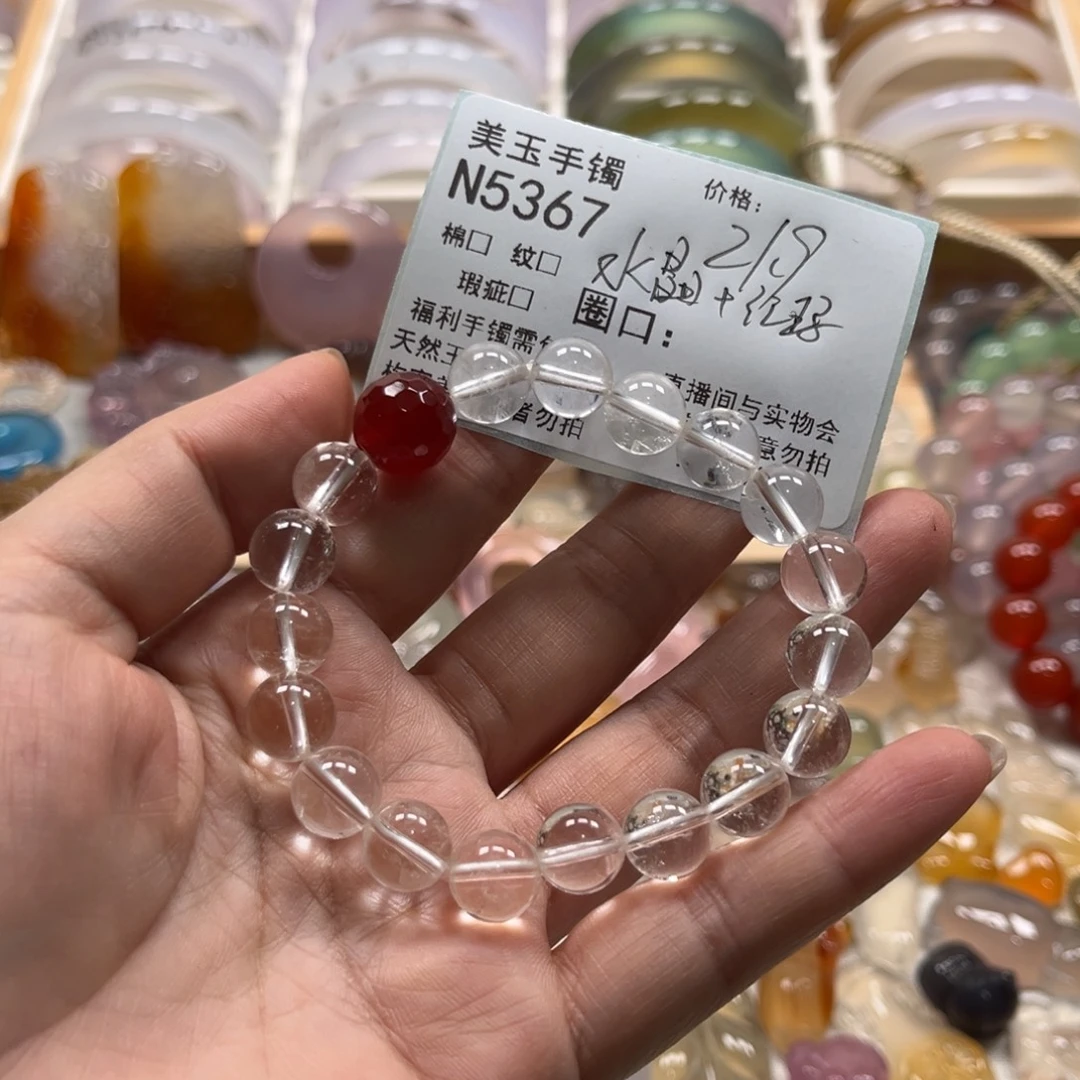 美玉手镯
N5367
价格：
219
棉□ 纹□
水晶+红玛
瑕疵□
圈口：
福利手镯需
天然玉
直播间与实物会
者勿拍
意勿拍